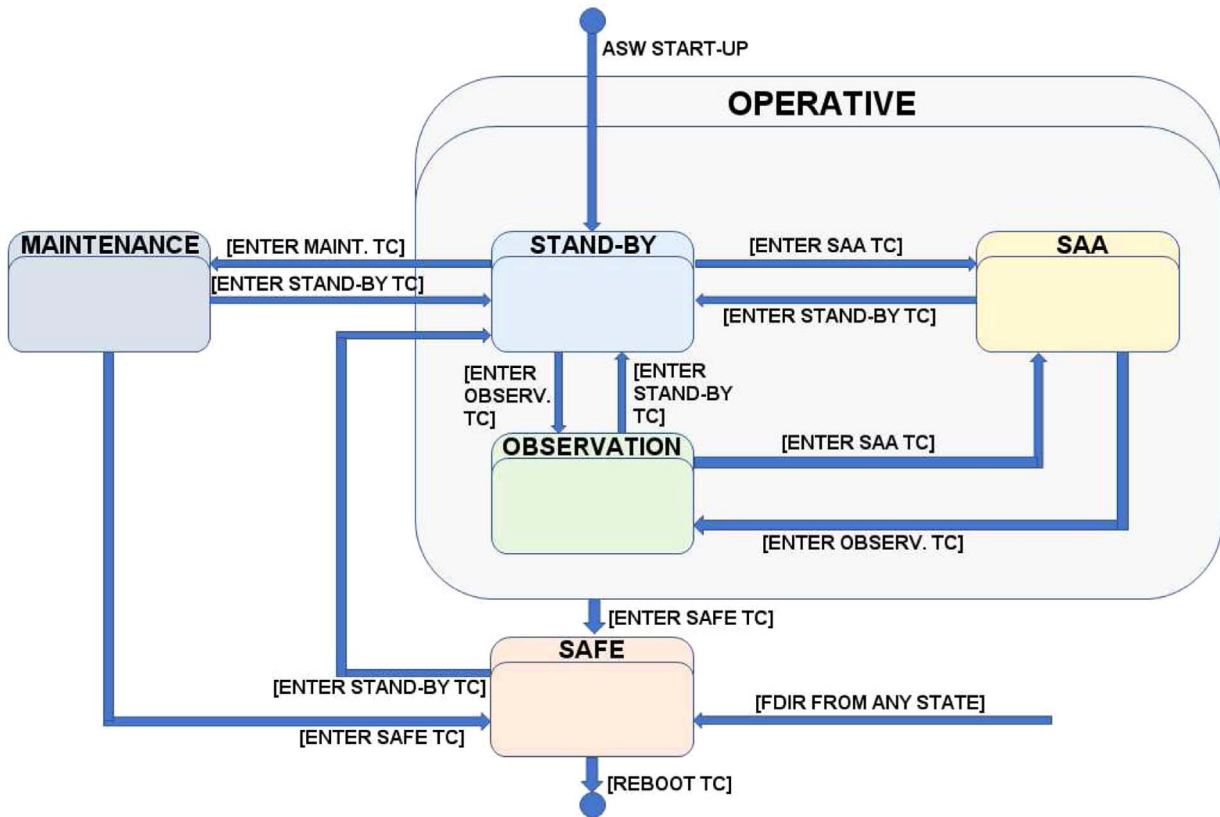 ASW START-UP
OPERATIVE
MAINTENANCE
[ENTER MAINT. TC]
STAND-BY
[ENTER SAA TC]
SAA
[ENTER STAND-BY TC]
[ENTER STAND-BY TC]
[ENTER
OBSERV.
TC]
[ENTER
STAND-BY
TC]
OBSERVATION
[ENTER SAA TC]
[ENTER OBSERV. TC]
[ENTER SAFE TC]
SAFE
[ENTER STAND-BY TC]
[FDIR FROM ANY STATE]
[ENTER SAFE TC]
[REBOOT TC]